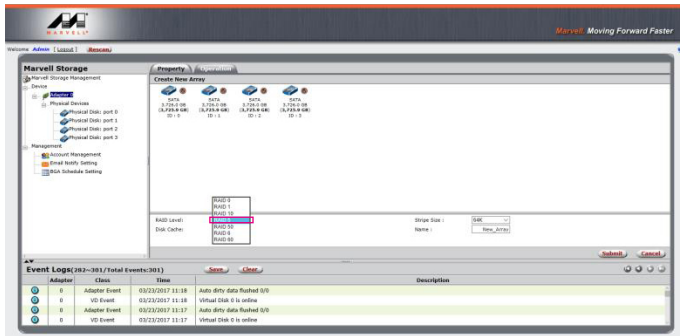 MARVELL
Marvell. Moving Forward Faster
Welcome Admin [ Logout ] Rescan
Marvell Storage
Marvell Storage Management
Device
Adapter 0
Physical Devices
Physical Disk: port 0
Physical Disk: port 1
Physical Disk: port 2
Physical Disk: port 3
Management
Account Management
Email Notify Setting
BGA Schedule Setting
Property Operation
Create New Array
SATA SATA SATA SATA
3,726.0 GB 3,726.0 GB 3,726.0 GB 3,726.0 GB
(3,725.0 GB) (3,725.0 GB) (3,725.0 GB) (3,725.0 GB)
ID : 0 ID : 1 ID : 2 ID : 3
RAID 0
RAID 1
RAID 10
RAID Level: Stripe Size : 64K
RAID 50
Disk Cache: Name : New_Array
RAID 6
RAID 60
Submit Cancel
Event Logs(282~301/Total Events:301) Save Clear
Adapter Class Time Description
0 Adapter Event 03/23/2017 11:18 Auto dirty data flushed 0/0
0 VD Event 03/23/2017 11:18 Virtual Disk 0 is online
0 Adapter Event 03/23/2017 11:17 Auto dirty data flushed 0/0
0 VD Event 03/23/2017 11:17 Virtual Disk 0 is online